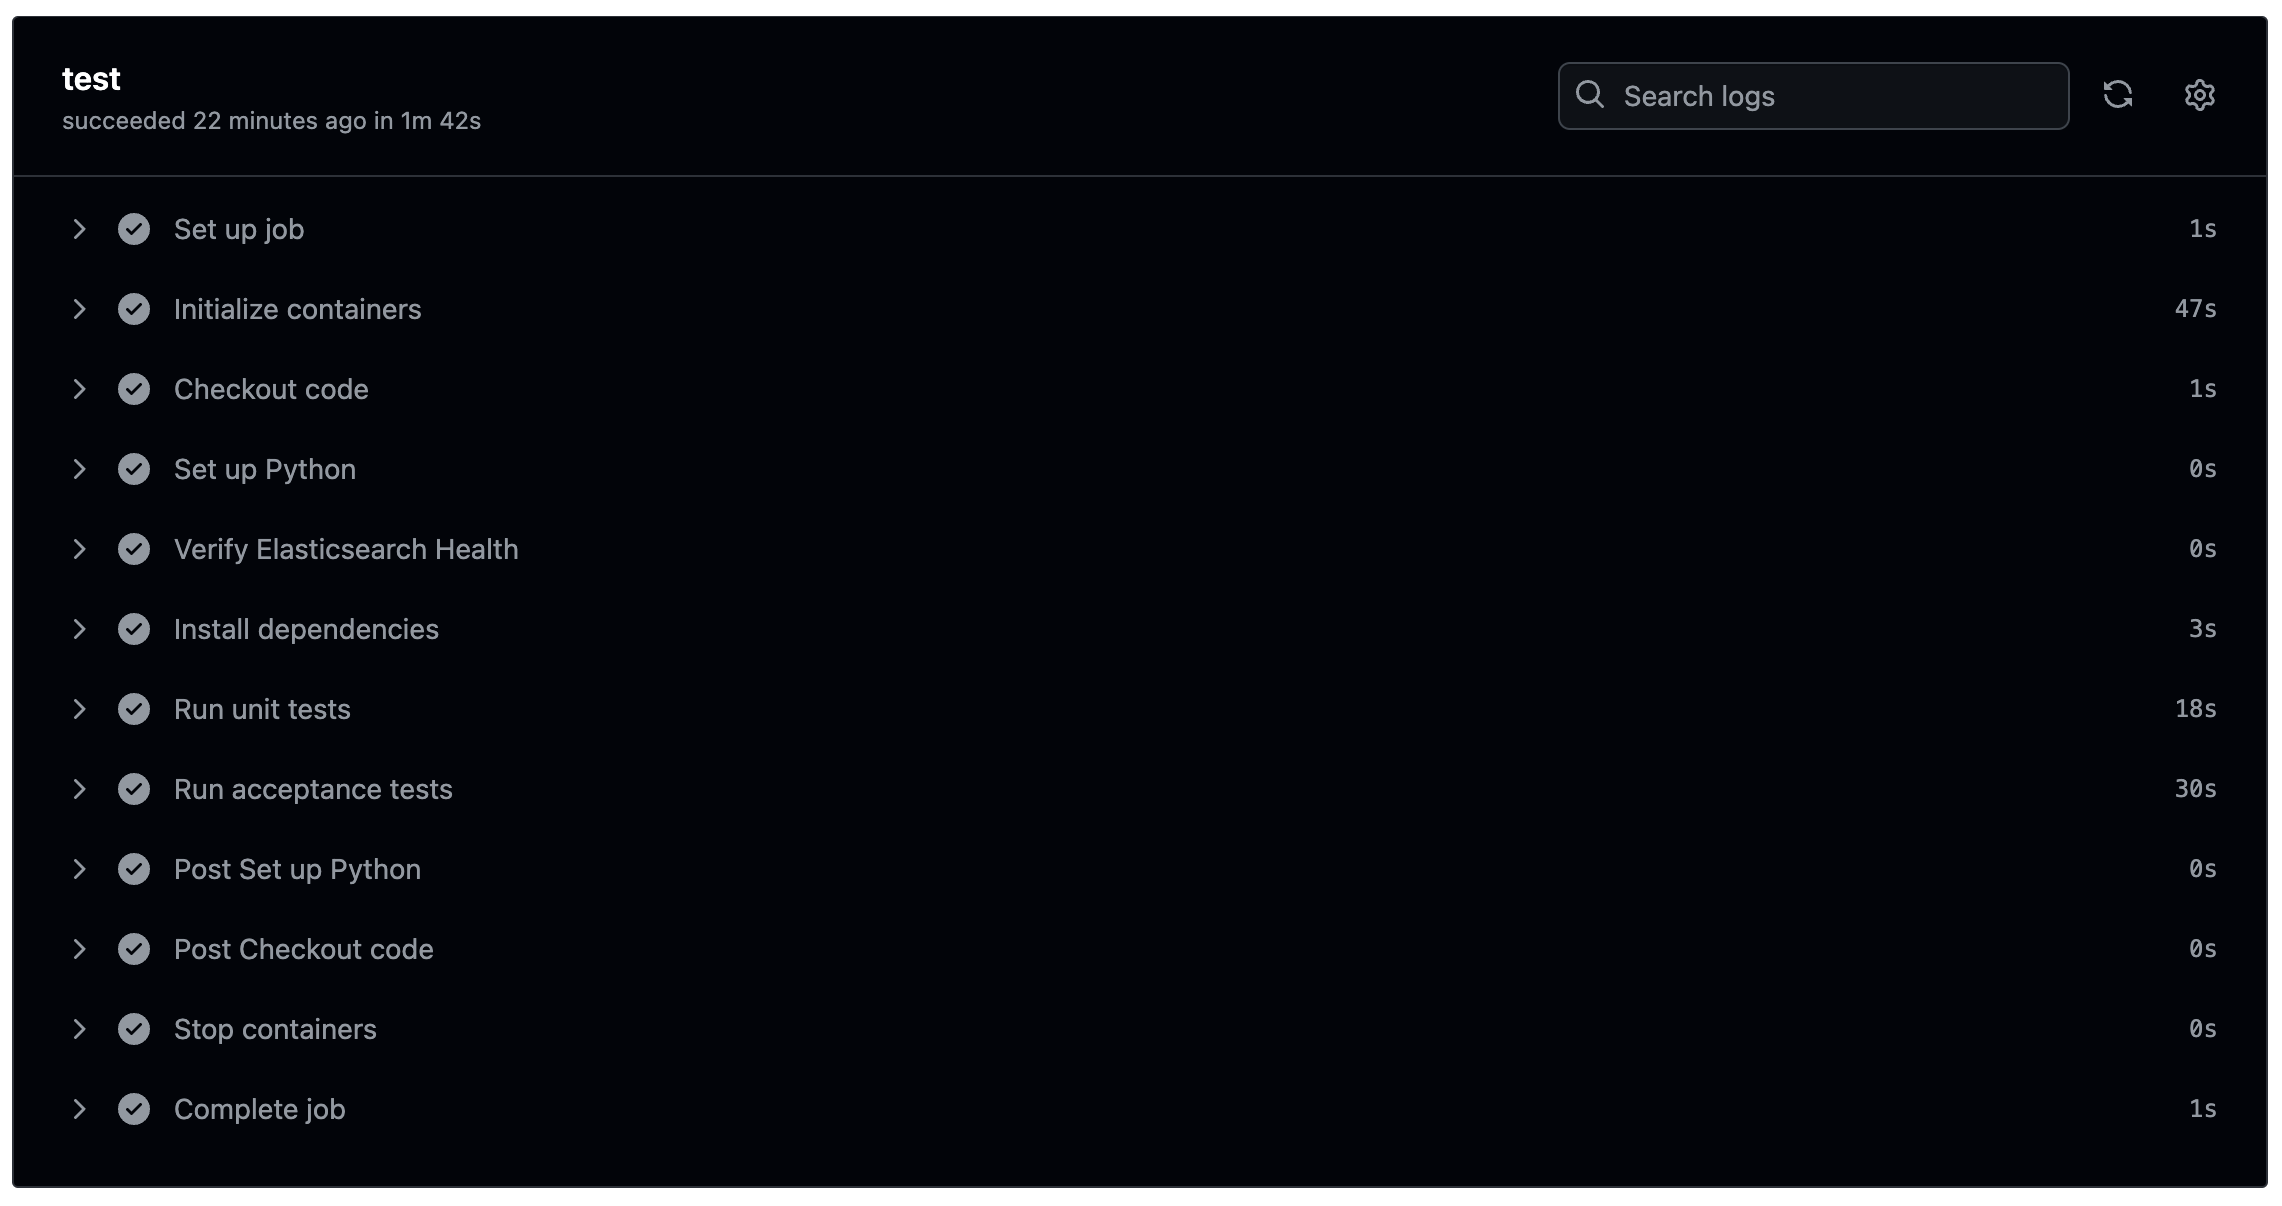 test
succeeded 22 minutes ago in 1m 42s
Search logs
Set up job 1s
Initialize containers 47s
Checkout code 1s
Set up Python 0s
Verify Elasticsearch Health 0s
Install dependencies 3s
Run unit tests 18s
Run acceptance tests 30s
Post Set up Python 0s
Post Checkout code 0s
Stop containers 0s
Complete job 1s